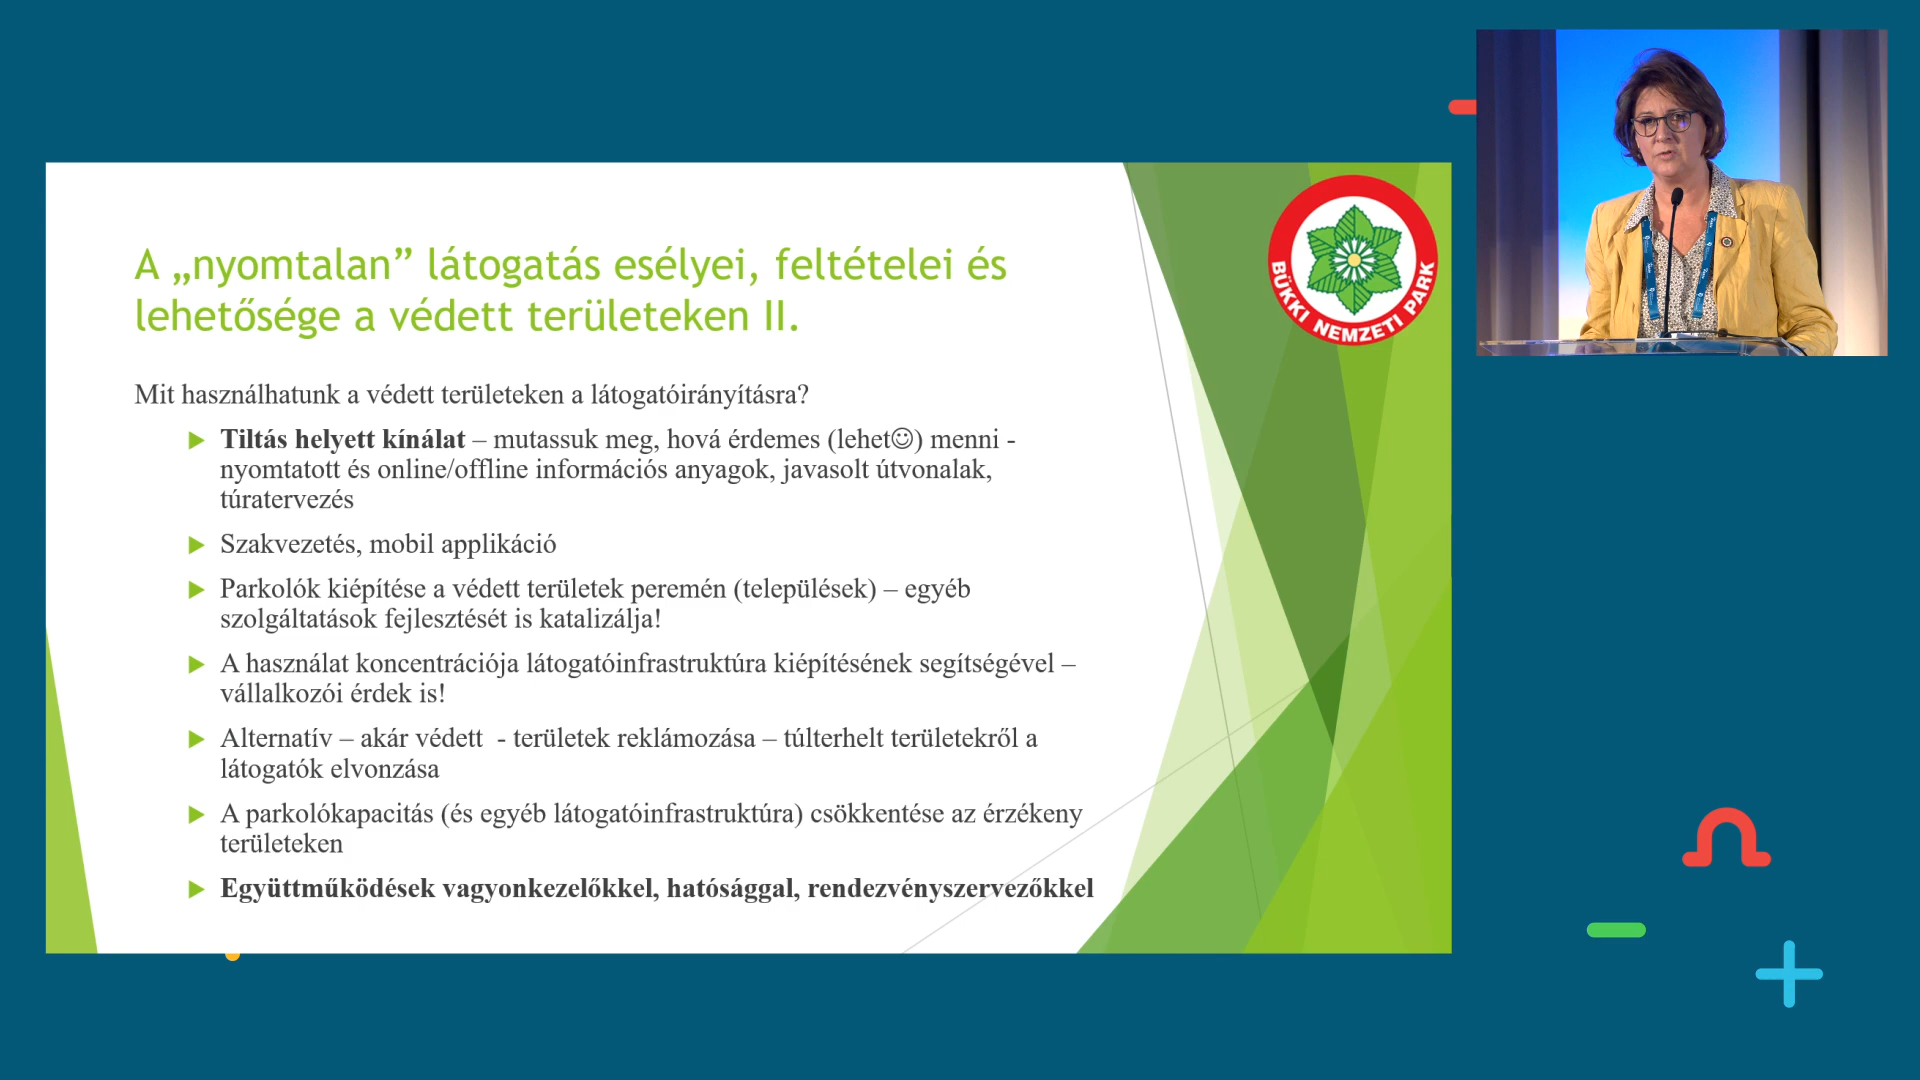 A „nyomtalan” látogatás esélyei, feltételei és
lehetősége a védett területeken II.
BÜKKI NEMZETI PARK
Mit használhatunk a védett területeken a látogatóirányításra?
Tiltás helyett kínálat – mutassuk meg, hová érdemes (lehet☺) menni -
nyomtatott és online/offline információs anyagok, javasolt útvonalak,
túratervezés
Szakvezetés, mobil applikáció
Parkolók kiépítése a védett területek peremén (települések) – egyéb
szolgáltatások fejlesztését is katalizálja!
A használat koncentrációja látogatóinfrastruktúra kiépítésének segítségével –
vállalkozói érdek is!
Alternatív – akár védett  - területek reklámozása – túlterhelt területekről a
látogatók elvonzása
A parkolókapacitás (és egyéb látogatóinfrastruktúra) csökkentése az érzékeny
területeken
Együttműködések vagyonkezelőkkel, hatósággal, rendezvényszervezőkkel